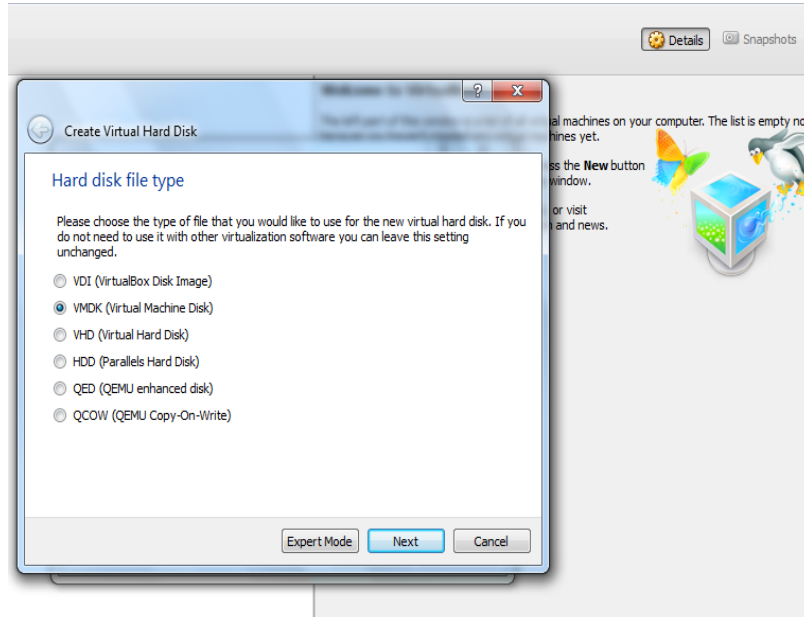 Details
Snapshots
Welcome to
?
X
Create Virtual Hard Disk
al machines on your computer. The list is empty no
hines yet.
ss the New button
window.
or visit
and news.
Hard disk file type
Please choose the type of file that you would like to use for the new virtual hard disk. If you
do not need to use it with other virtualization software you can leave this setting
unchanged.
VDI (VirtualBox Disk Image)
VMDK (Virtual Machine Disk)
VHD (Virtual Hard Disk)
HDD (Parallels Hard Disk)
QED (QEMU enhanced disk)
QCOW (QEMU Copy-On-Write)
Expert Mode
Next
Cancel